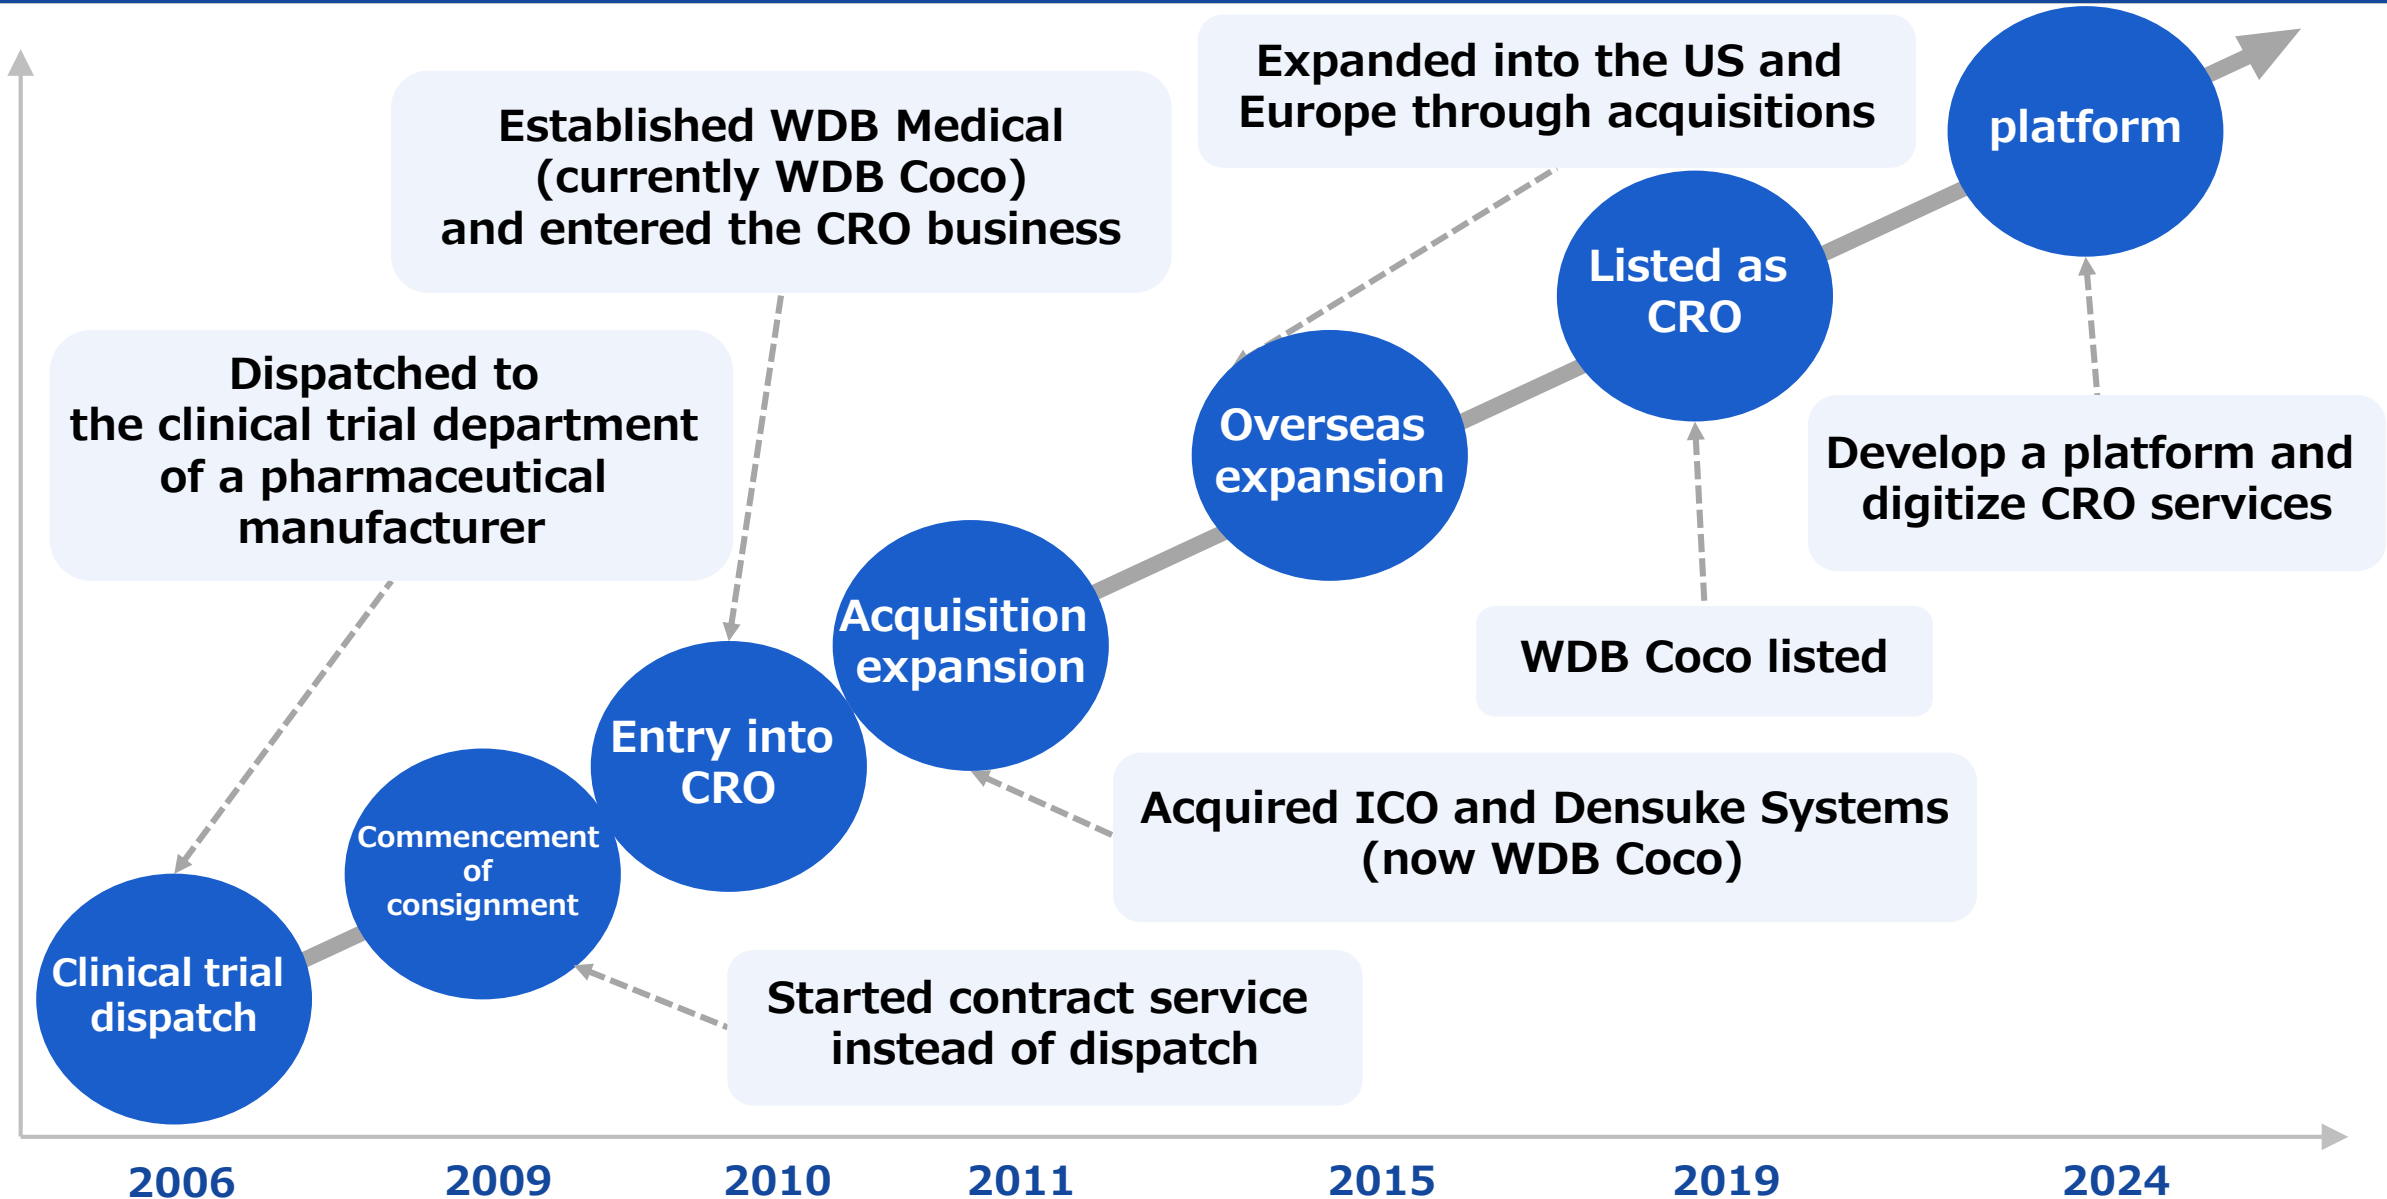 Expanded into the US and
Europe through acquisitions
platform
Established WDB Medical
(currently WDB Coco)
and entered the CRO business
Listed as
CRO
Dispatched to
the clinical trial department
of a pharmaceutical
manufacturer
Overseas
expansion
Develop a platform and
digitize CRO services
Acquisition
expansion
WDB Coco listed
Entry into
CRO
Acquired ICO and Densuke Systems
(now WDB Coco)
Commencement
of
consignment
Clinical trial
dispatch
Started contract service
instead of dispatch
2006
2009
2010
2011
2015
2019
2024